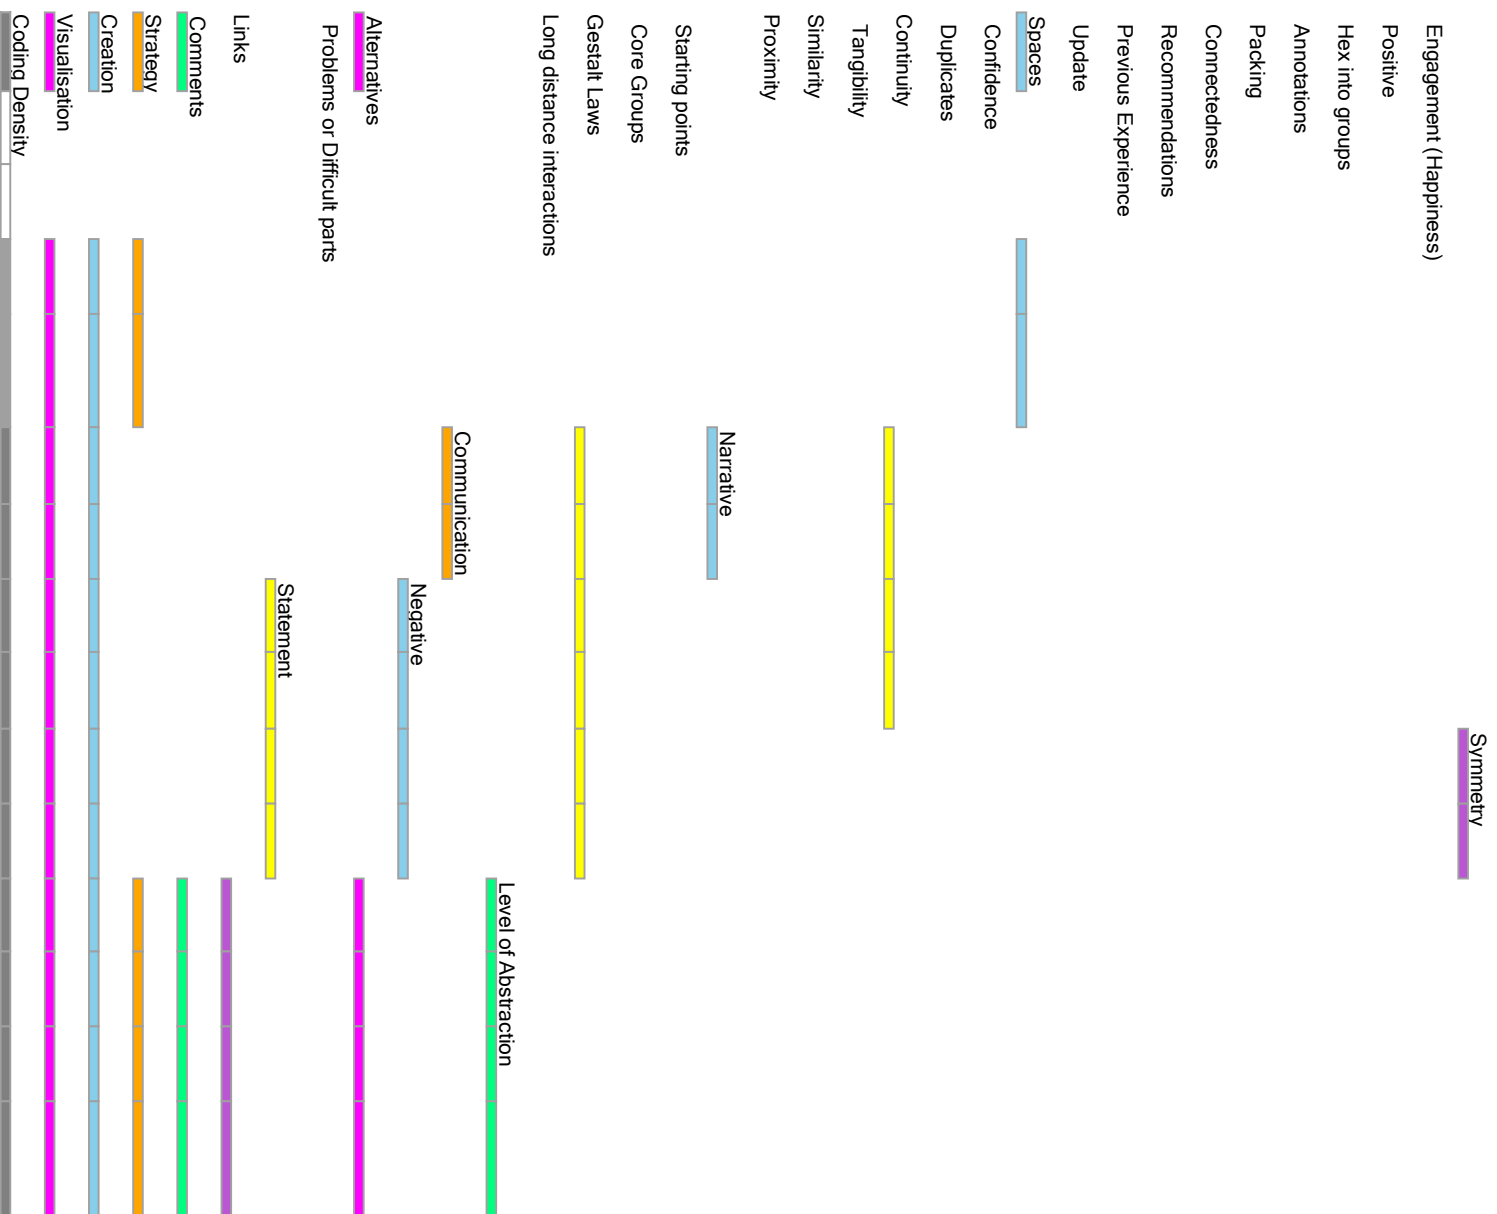 Coding Density
Visualisation
Creation
Strategy
Comments
Links
Statement
Problems or Difficult parts
Alternatives
Negative
Communication
Level of Abstraction
Long distance interactions
Gestalt Laws
Core Groups
Starting points
Narrative
Proximity
Similarity
Tangibility
Continuity
Duplicates
Confidence
Spaces
Update
Previous Experience
Recommendations
Connectedness
Packing
Annotations
Hex into groups
Positive
Engagement (Happiness)
Symmetry